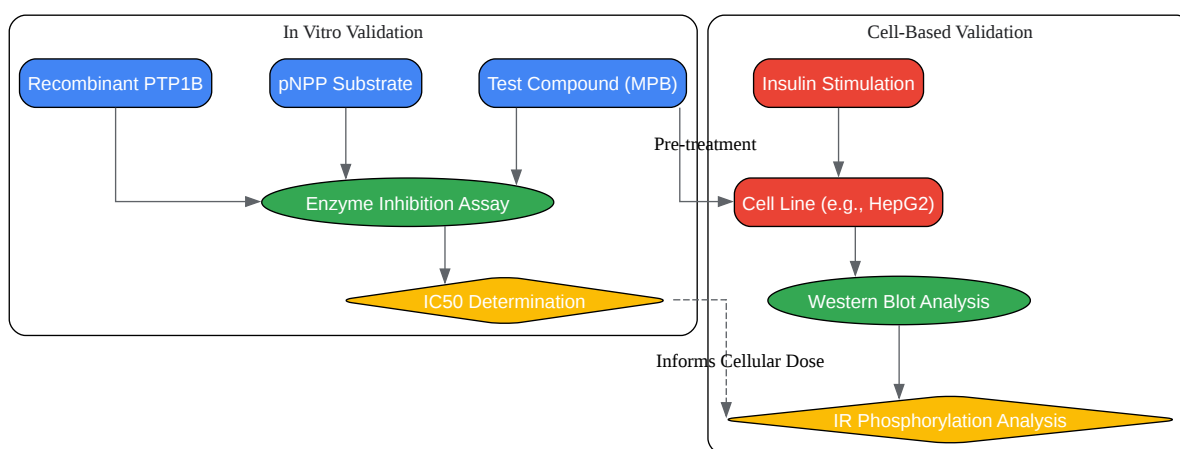 In Vitro Validation
Cell-Based Validation
Recombinant PTP1B
pNPP Substrate
Test Compound (MPB)
Insulin Stimulation
Pre-treatment
Enzyme Inhibition Assay
Cell Line (e.g., HepG2)
IC50 Determination
Western Blot Analysis
Informs Cellular Dose
IR Phosphorylation Analysis